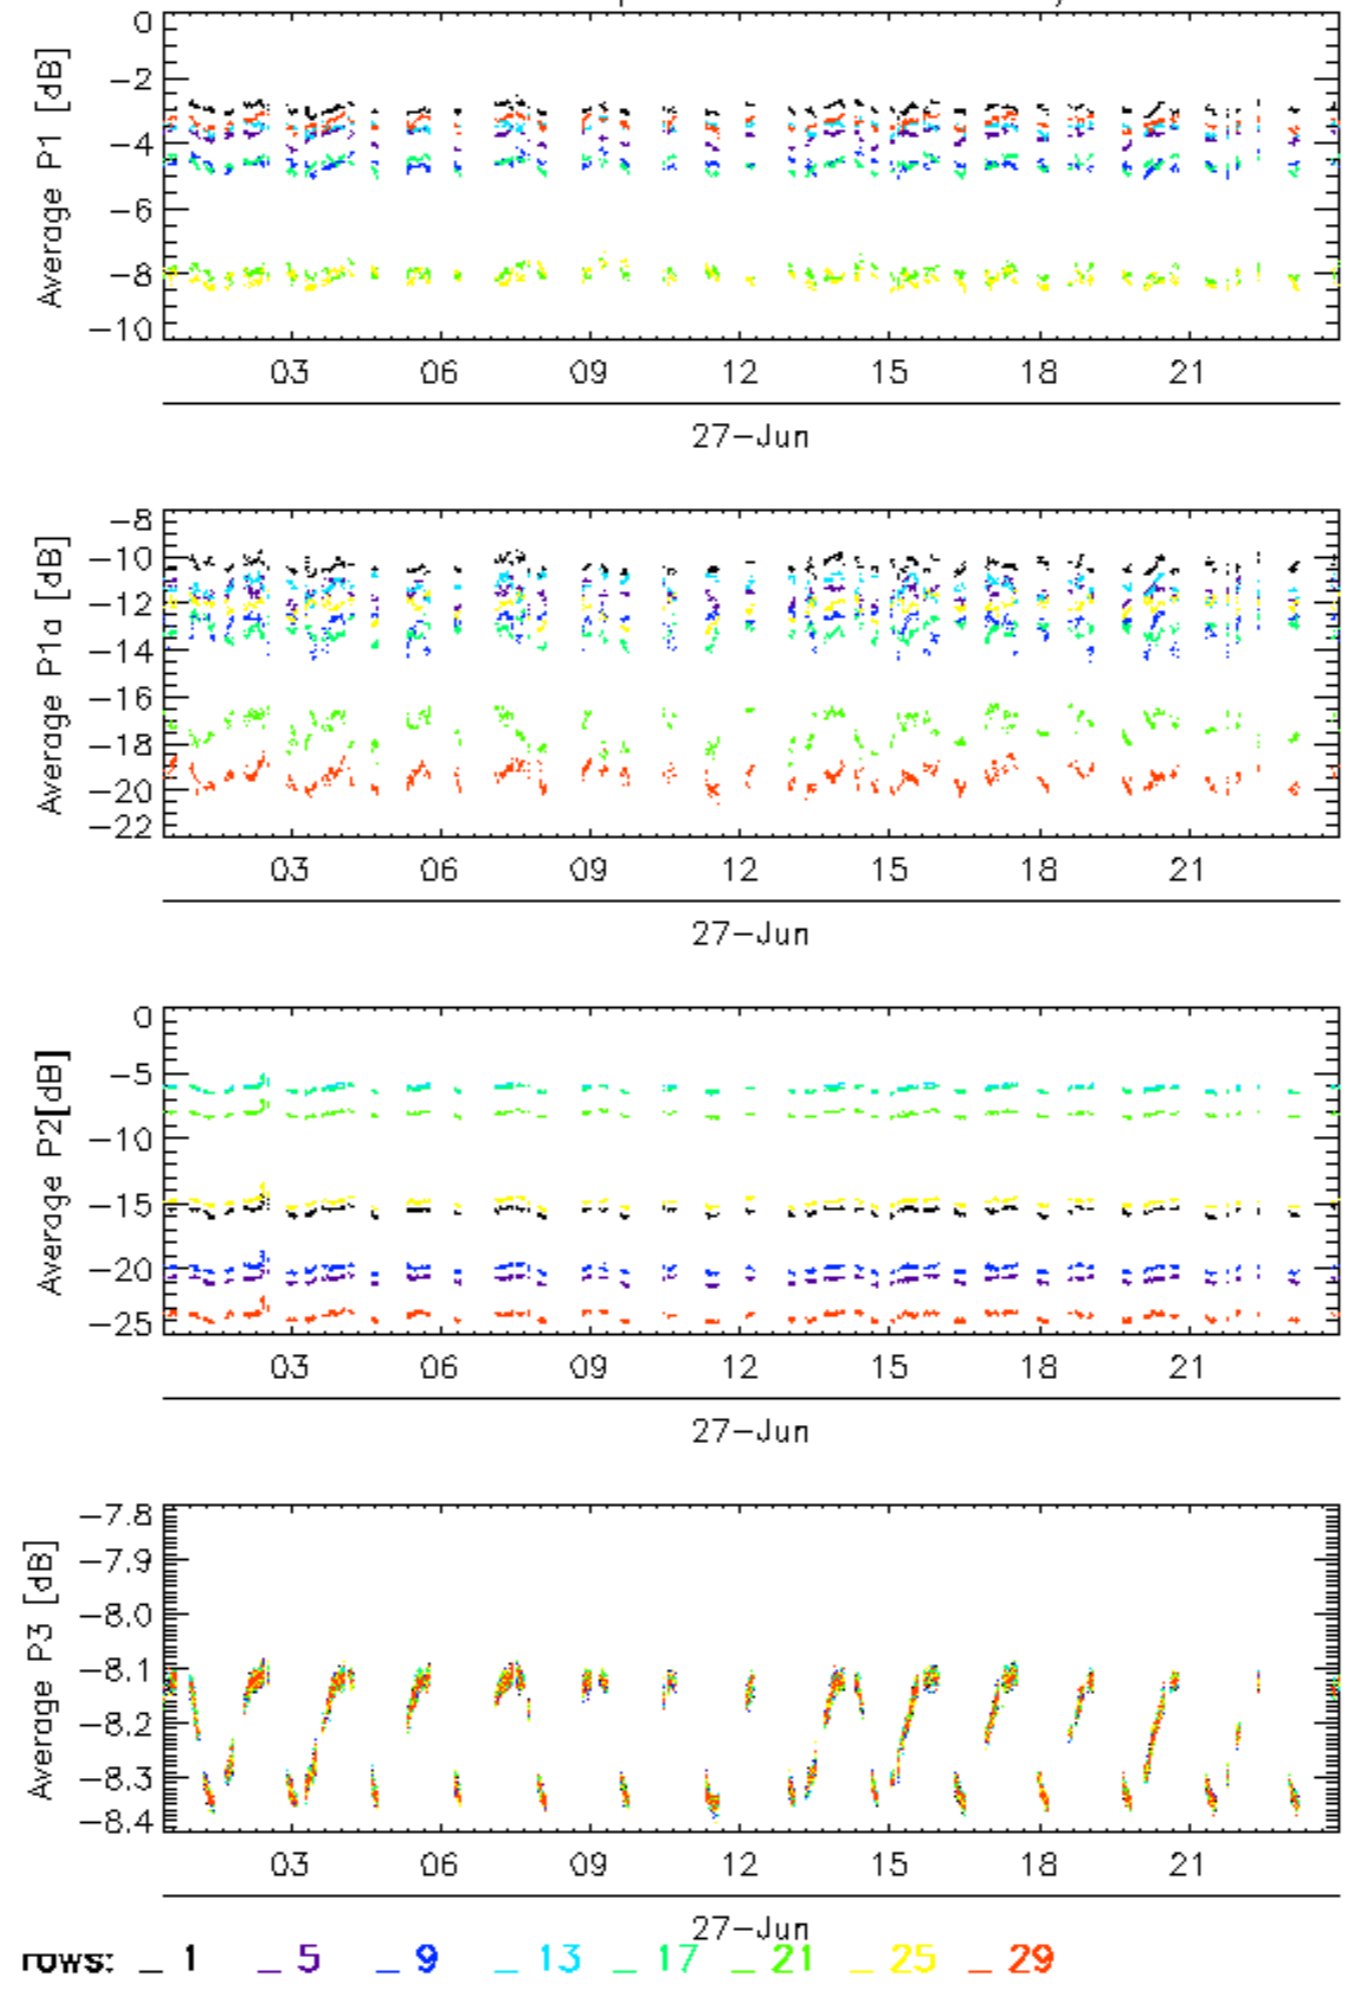 0
-2
-4
-6
-8
-10
Average P1 [dB]
03 06 09 12 15 18 21
27-Jun
-8
-10
-12
-14
-16
-18
-20
-22
Average P1a [dB]
03 06 09 12 15 18 21
27-Jun
0
-5
-10
-15
-20
-25
Average P2[dB]
03 06 09 12 15 18 21
27-Jun
-7.8
-7.9
-8.0
-8.1
-8.2
-8.3
-8.4
Average P3 [dB]
03 06 09 12 15 18 21
27-Jun
rows: _ 1 _ 5 _ 9 _ 13 _ 17 _ 21 _ 25 _ 29